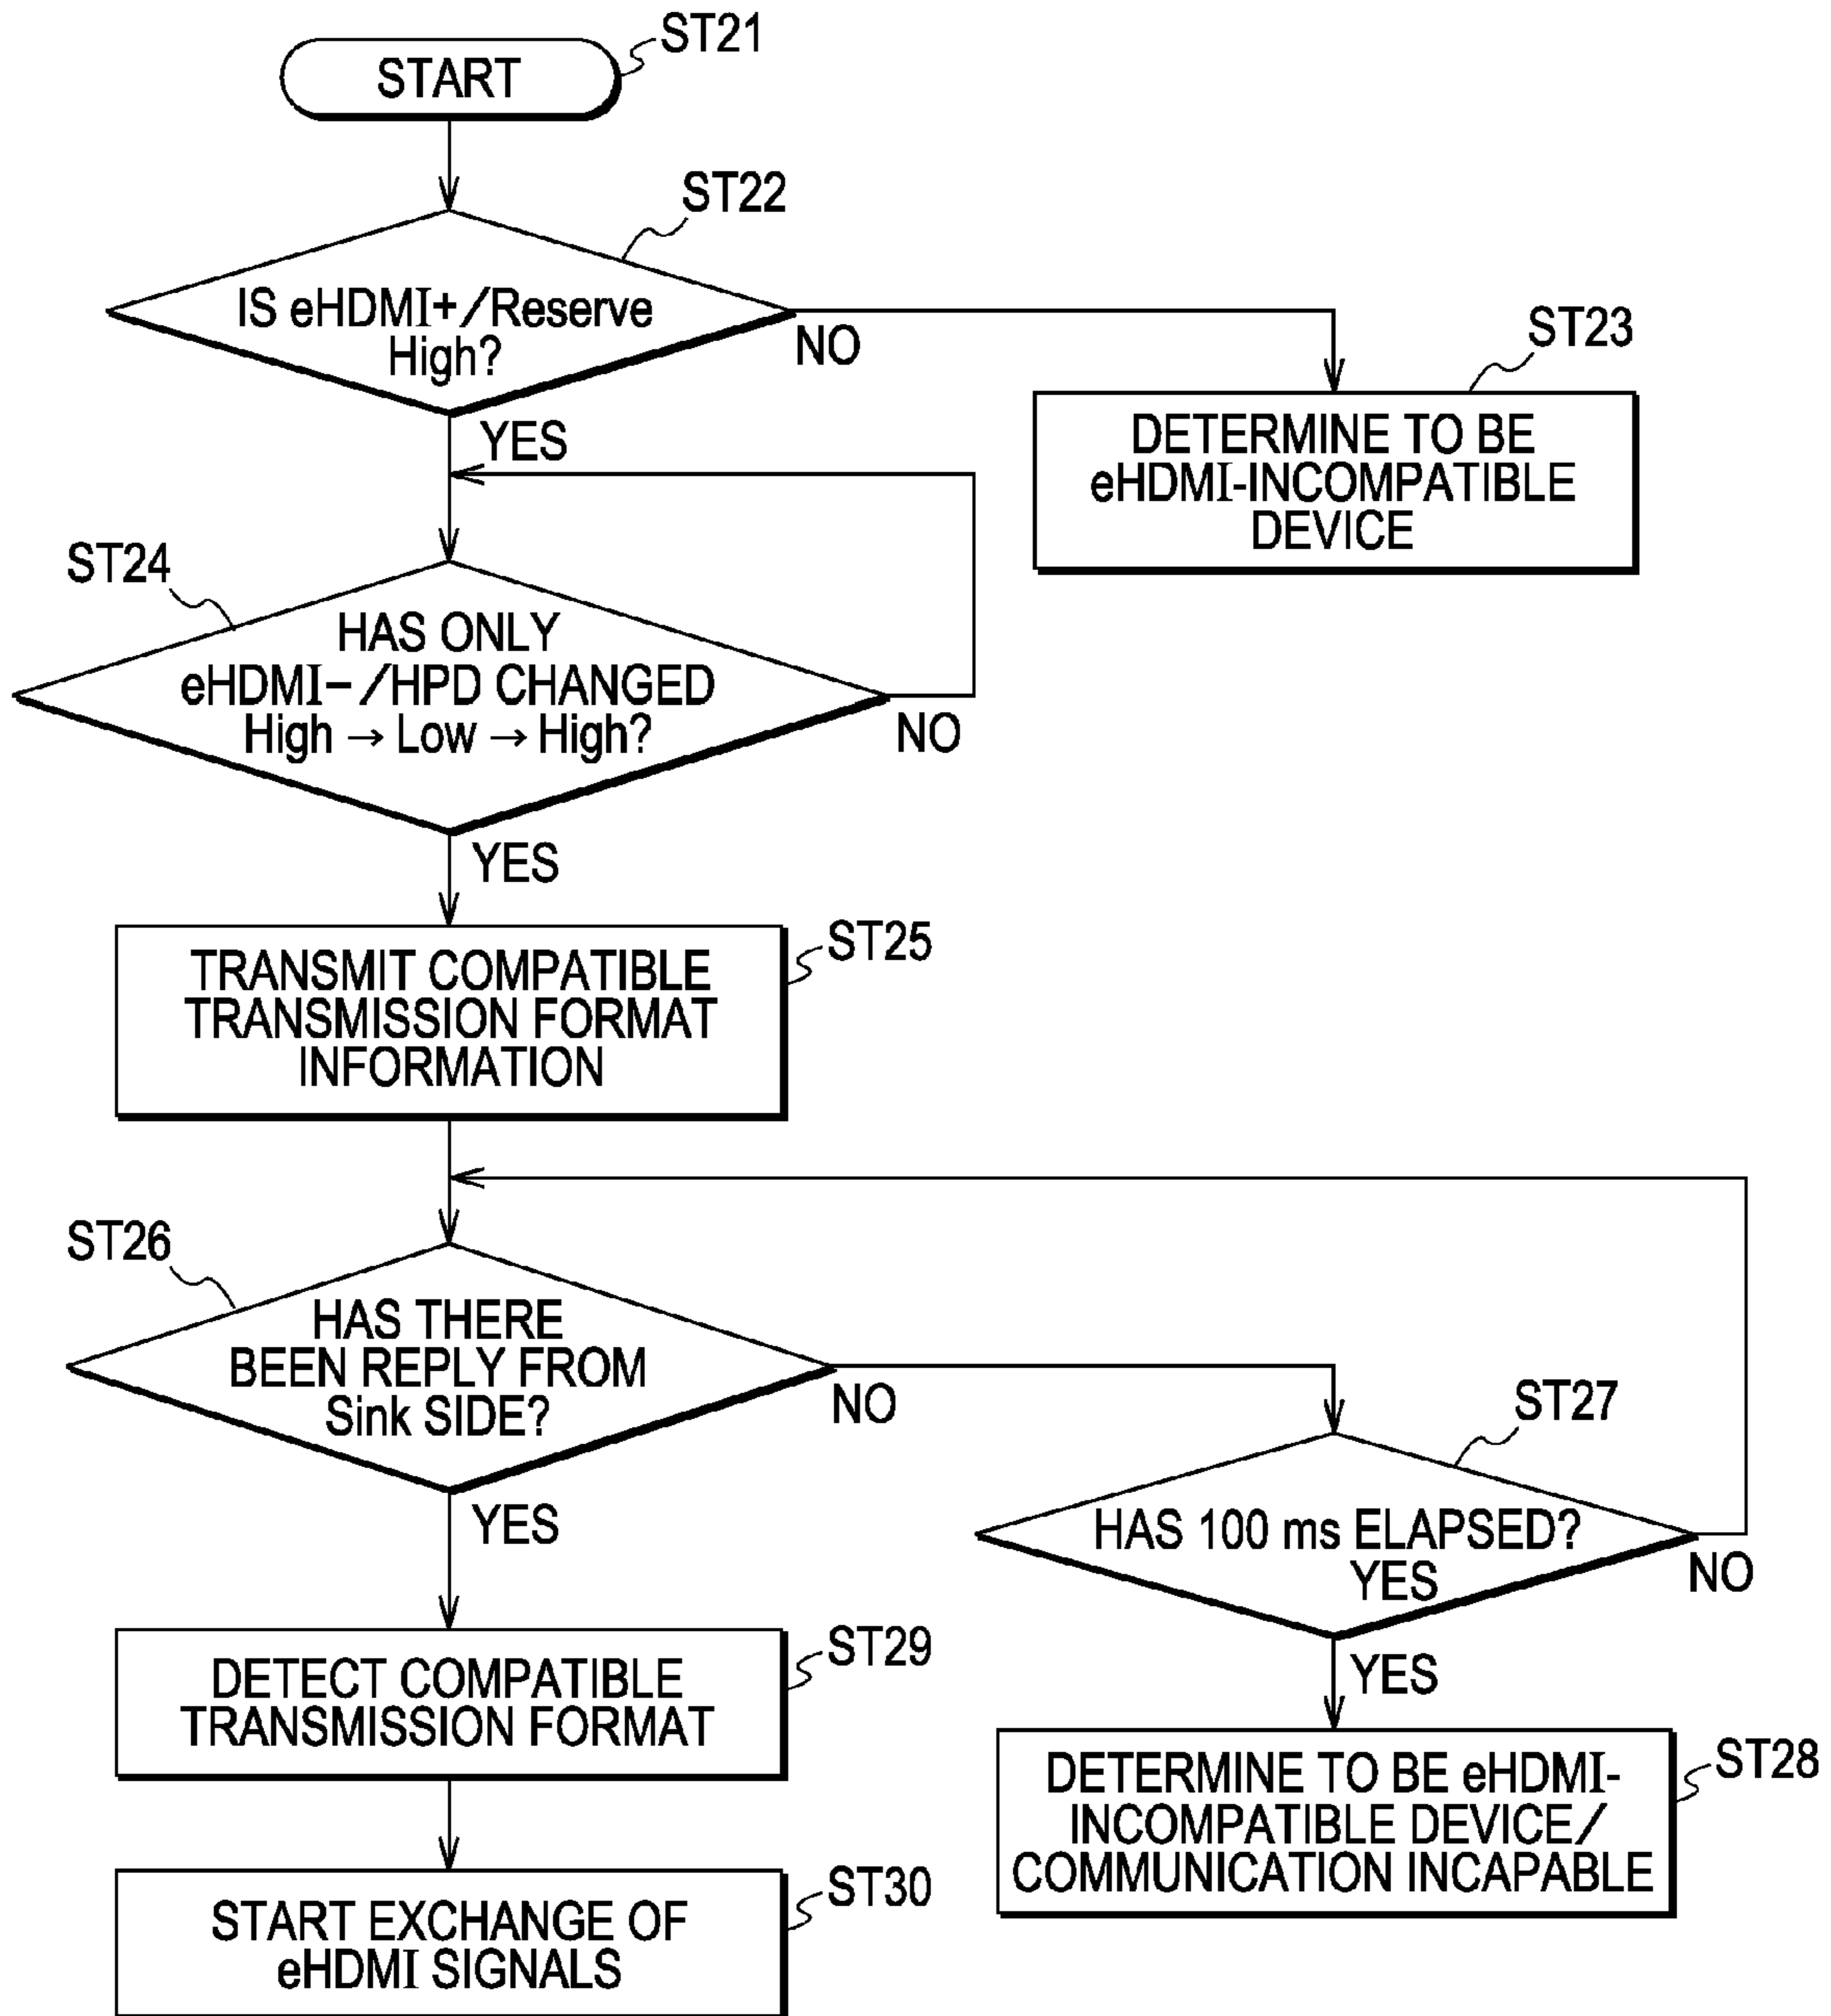 START
ST21
ST22
IS eHDMI+/Reserve
High?
NO
YES
ST23
DETERMINE TO BE
eHDMI-INCOMPATIBLE
DEVICE
ST24
HAS ONLY
eHDMI−/HPD CHANGED
High → Low → High?
NO
YES
ST25
TRANSMIT COMPATIBLE
TRANSMISSION FORMAT
INFORMATION
ST26
HAS THERE
BEEN REPLY FROM
Sink SIDE?
NO
YES
ST27
HAS 100 ms ELAPSED?
YES
NO
YES
ST28
DETERMINE TO BE eHDMI-
INCOMPATIBLE DEVICE/
COMMUNICATION INCAPABLE
ST29
DETECT COMPATIBLE
TRANSMISSION FORMAT
ST30
START EXCHANGE OF
eHDMI SIGNALS